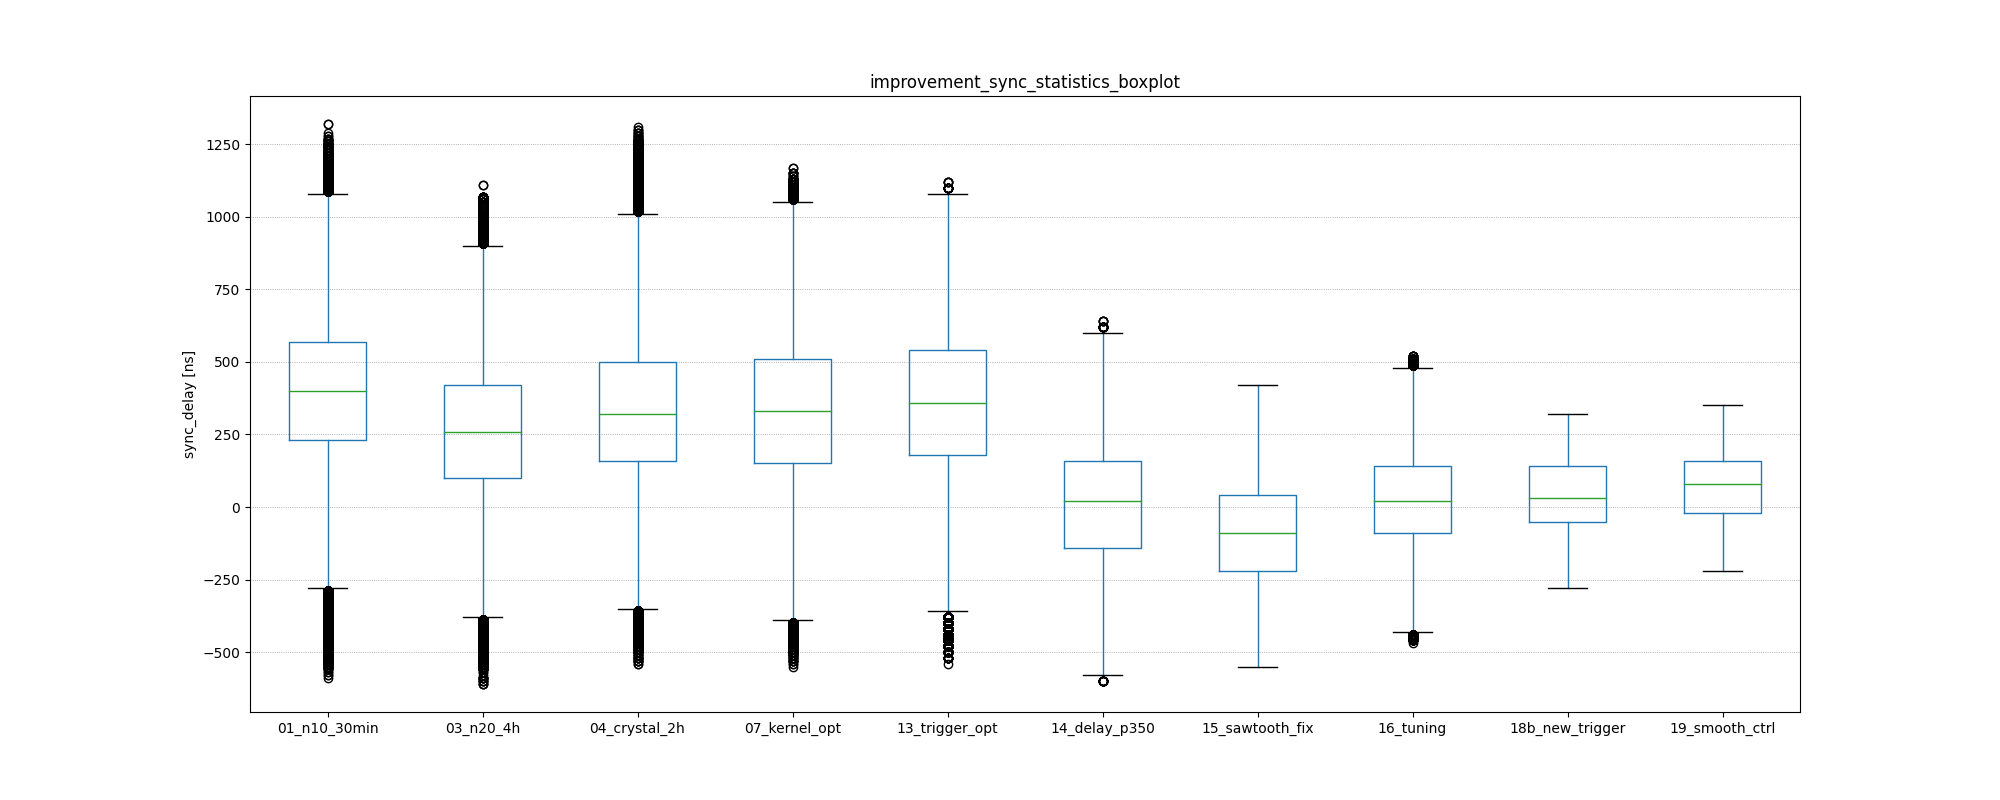 improvement_sync_statistics_boxplot
sync_delay [ns]
1250
1000
750
500
250
0
−250
−500
01_n10_30min 03_n20_4h 04_crystal_2h 07_kernel_opt 13_trigger_opt 14_delay_p350 15_sawtooth_fix 16_tuning 18b_new_trigger 19_smooth_ctrl